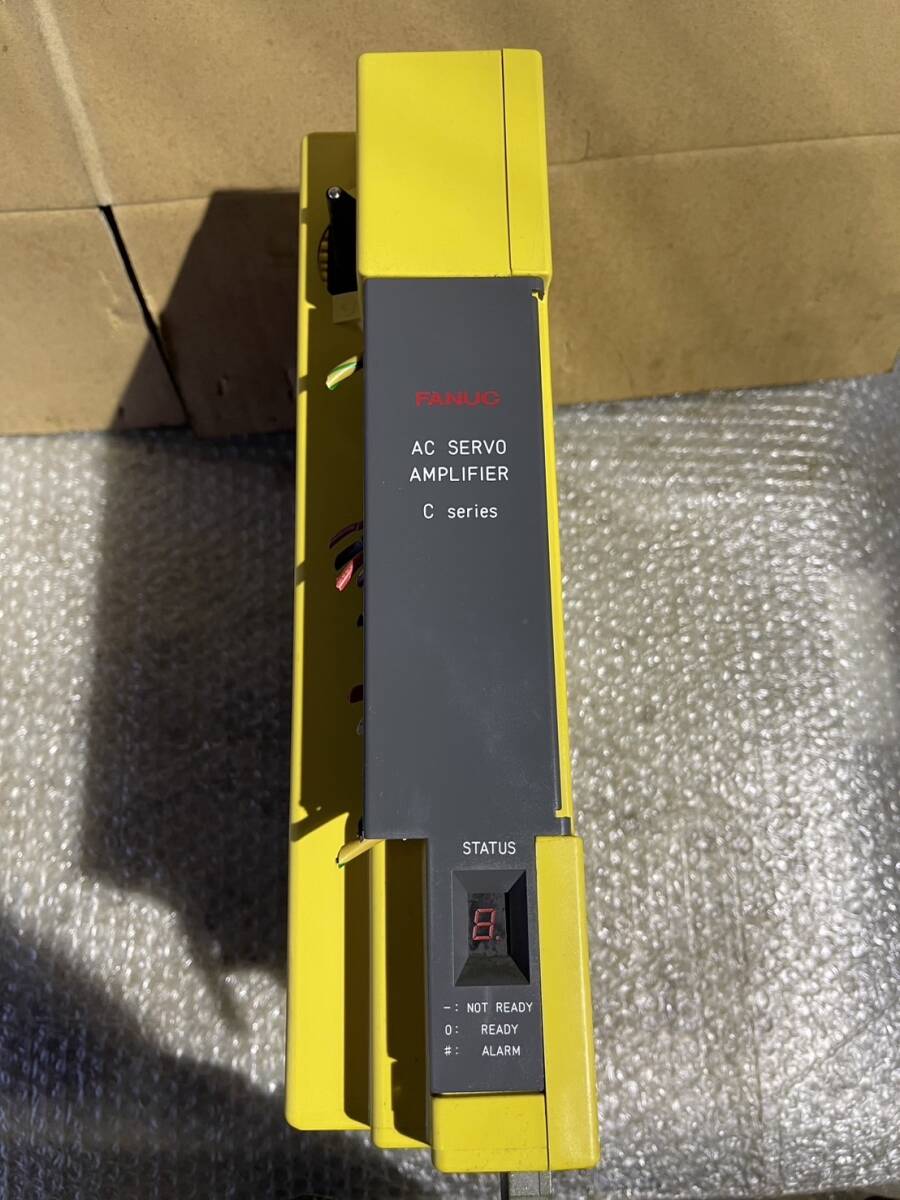 FANUC
AC SERVO
AMPLIFIER
C series
STATUS
8.
–: NOT READY
0: READY
#: ALARM